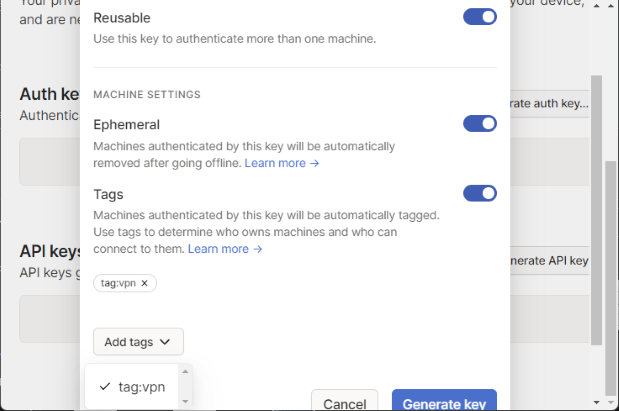 Your priva
your device,
and are ne
Reusable
Use this key to authenticate more than one machine.
MACHINE SETTINGS
Auth ke
rate auth key...
Authentic
Ephemeral
Machines authenticated by this key will be automatically
removed after going offline. Learn more →
Tags
Machines authenticated by this key will be automatically tagged.
Use tags to determine who owns machines and who can
connect to them. Learn more →
API keys
nerate API key
API keys g
tag:vpn ×
Add tags
✓ tag:vpn
Cancel
Generate key